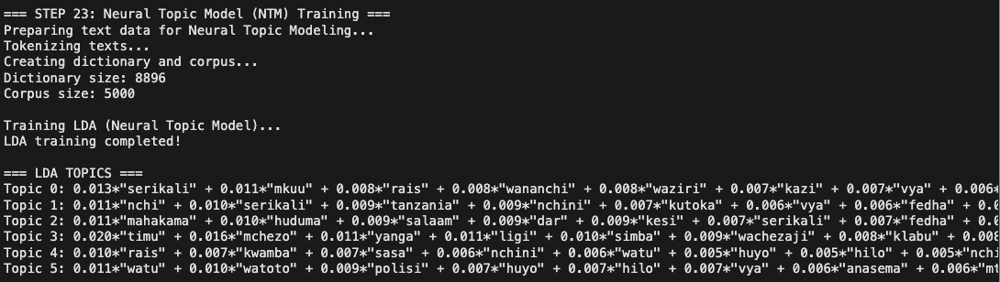 === STEP 23: Neural Topic Model (NTM) Training ===
Preparing text data for Neural Topic Modeling...
Tokenizing texts...
Creating dictionary and corpus...
Dictionary size: 8896
Corpus size: 5000
Training LDA (Neural Topic Model)...
LDA training completed!
=== LDA TOPICS ===
Topic 0: 0.013*"serikali" + 0.011*"mkuu" + 0.008*"rais" + 0.008*"wananchi" + 0.008*"waziri" + 0.007*"kazi" + 0.007*"vya" + 0.006*
Topic 1: 0.011*"nchi" + 0.010*"serikali" + 0.009*"tanzania" + 0.009*"nchini" + 0.007*"kutoka" + 0.006*"vya" + 0.006*"fedha" + 0.0
Topic 2: 0.011*"mahakama" + 0.010*"huduma" + 0.009*"salaam" + 0.009*"dar" + 0.009*"kesi" + 0.007*"serikali" + 0.007*"fedha" + 0.0
Topic 3: 0.020*"timu" + 0.016*"mchezo" + 0.011*"yanga" + 0.011*"ligi" + 0.010*"simba" + 0.009*"wachezaji" + 0.008*"klabu" + 0.008
Topic 4: 0.010*"rais" + 0.007*"kwamba" + 0.007*"sasa" + 0.006*"nchini" + 0.006*"watu" + 0.005*"huyo" + 0.005*"hilo" + 0.005*"nchi
Topic 5: 0.011*"watu" + 0.010*"watoto" + 0.009*"polisi" + 0.007*"huyo" + 0.007*"hilo" + 0.007*"vya" + 0.006*"anasema" + 0.006*"m